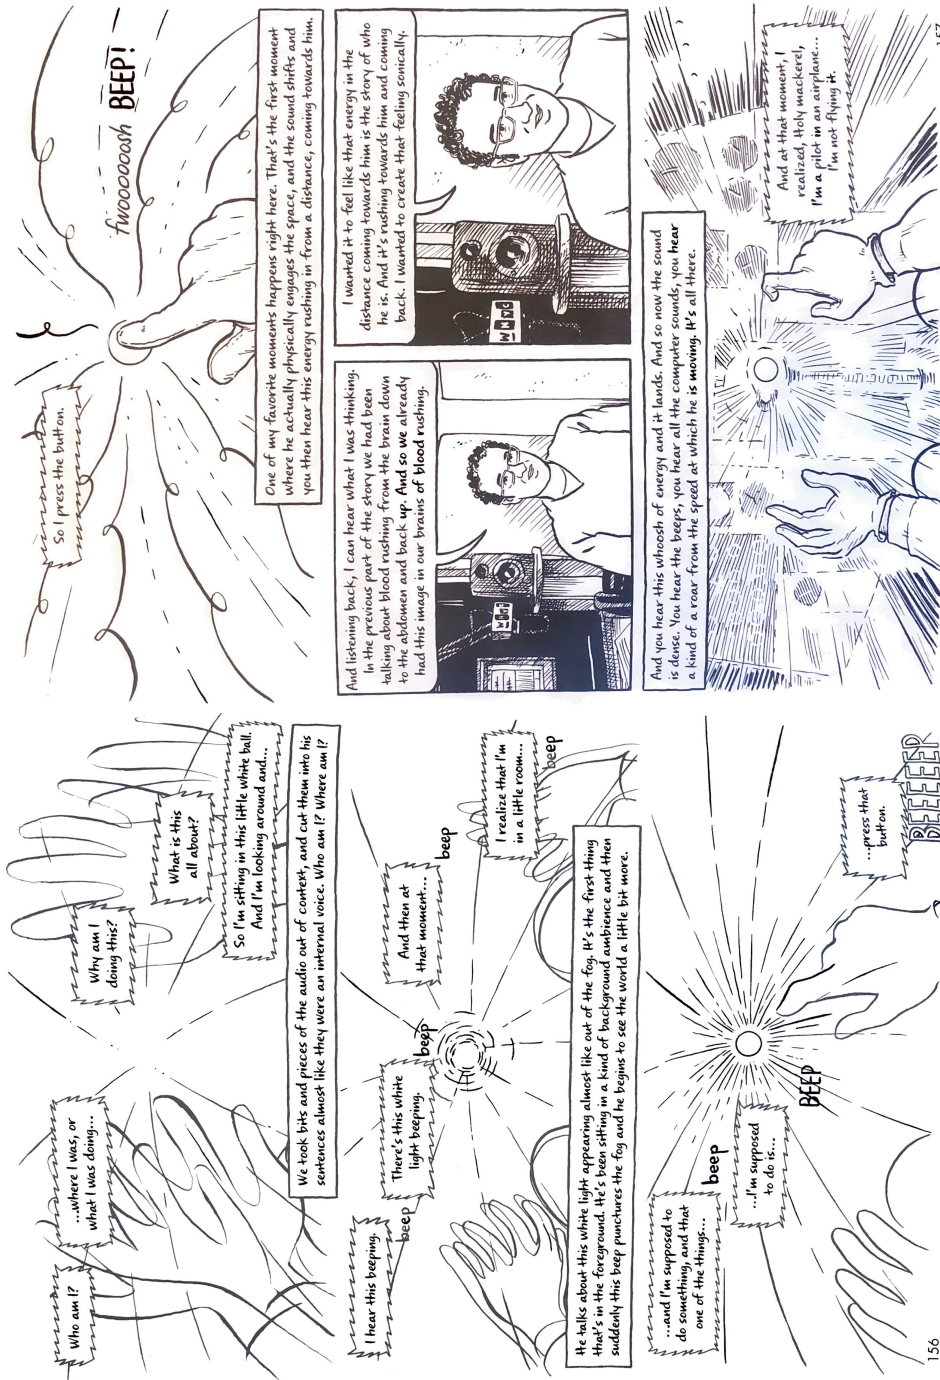 Who am I?
...where I was, or
what I was doing...
Why am I
doing this?
What is this
all about?
So I'm sitting in this little white ball.
And I'm looking around and...
We took bits and pieces of the audio out of context, and cut them into his
sentences almost like they were an internal voice. Who am I? Where am I?
I hear this beeping.
beep
There's this white
light beeping.
beep
And then at
that moment...
beep
I realize that I'm
in a little room...
beep
He talks about this white light appearing almost like out of the fog. It's the first thing
that's in the foreground. He's been sitting in a kind of background ambience and then
suddenly this beep punctures the fog and he begins to see the world a little bit more.
...and I'm supposed to
do something, and that
one of the things...
beep
...I'm supposed
to do is...
BEEP
...press that
button.
BEEEEEP
156
So I press the button.
fwoooooosh
BEEP!
One of my favorite moments happens right here. That's the first moment
where he actually physically engages the space, and the sound shifts and
you then hear this energy rushing in from a distance, coming towards him.
And listening back, I can hear what I was thinking.
In the previous part of the story we had been
talking about blood rushing from the brain down
to the abdomen and back up. And so we already
had this image in our brains of blood rushing.
I wanted it to feel like that energy in the
distance coming towards him is the story of who
he is. And it's rushing towards him and coming
back. I wanted to create that feeling sonically.
WNYC
And you hear this whoosh of energy and it lands. And so now the sound
is dense. You hear the beeps, you hear all the computer sounds, you hear
a kind of a roar from the speed at which he is moving. It's all there.
And at that moment, I
realized, Holy mackerel,
I'm a pilot in an airplane...
I'm not flying it.